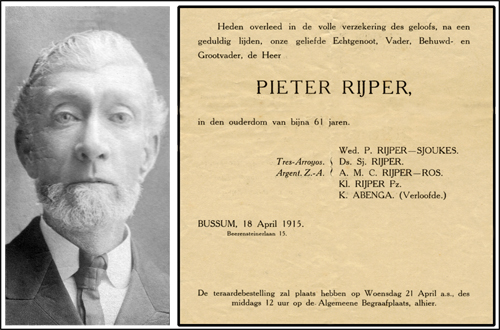 Heden overleed in de volle verzekering des geloofs, na een
geduldig lijden, onze geliefde Echtgenoot, Vader, Behuwd- en
Grootvader, de Heer
PIETER RIJPER,
in den ouderdom van bijna 61 jaren.
Wed. P. RIJPER—SJOUKES.
Tres-Arroyos. Ds. Sj. RIJPER.
Argent. Z.-A. A. M. C. RIJPER—ROS.
Kl. RIJPER Pz.
K. ABENGA. (Verloofde.)
BUSSUM, 18 April 1915.
Beerensteinerlaan 15.
De teraardebestelling zal plaats hebben op Woensdag 21 April a.s., des
middags 12 uur op de Algemeene Begraafplaats, alhier.